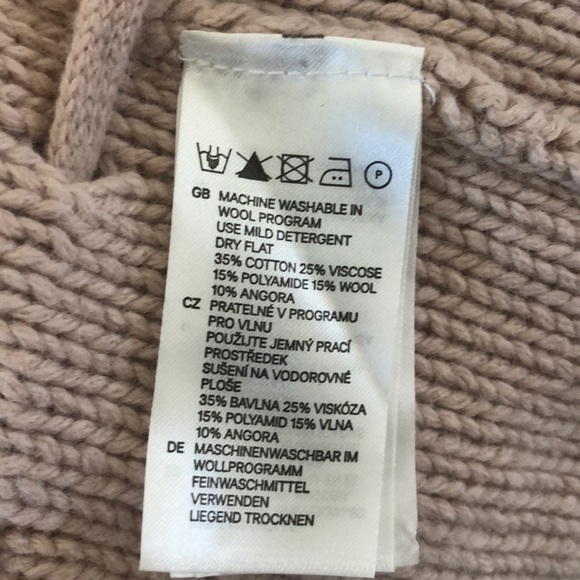 P
GB MACHINE WASHABLE IN
WOOL PROGRAM
USE MILD DETERGENT
DRY FLAT
35% COTTON 25% VISCOSE
15% POLYAMIDE 15% WOOL
10% ANGORA
CZ PRATELNÉ V PROGRAMU
PRO VLNU
POUŽIJTE JEMNÝ PRACÍ
PROSTŘEDEK
SUŠENÍ NA VODOROVNÉ
PLOŠE
35% BAVLNA 25% VISKÓZA
15% POLYAMID 15% VLNA
10% ANGORA
DE MASCHINENWASCHBAR IM
WOLLPROGRAMM
FEINWASCHMITTEL
VERWENDEN
LIEGEND TROCKNEN